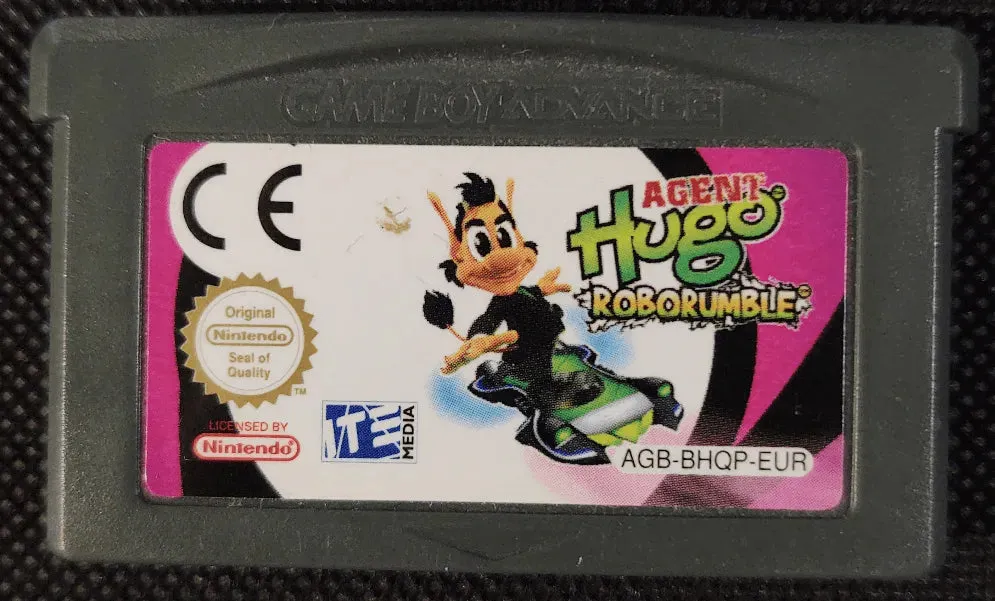 GAME BOY ADVANCE
CE
AGENT
Hugo
ROBORUMBLE
Original
Nintendo
Seal of
Quality
TM
LICENSED BY
Nintendo
ITE
MEDIA
AGB-BHQP-EUR